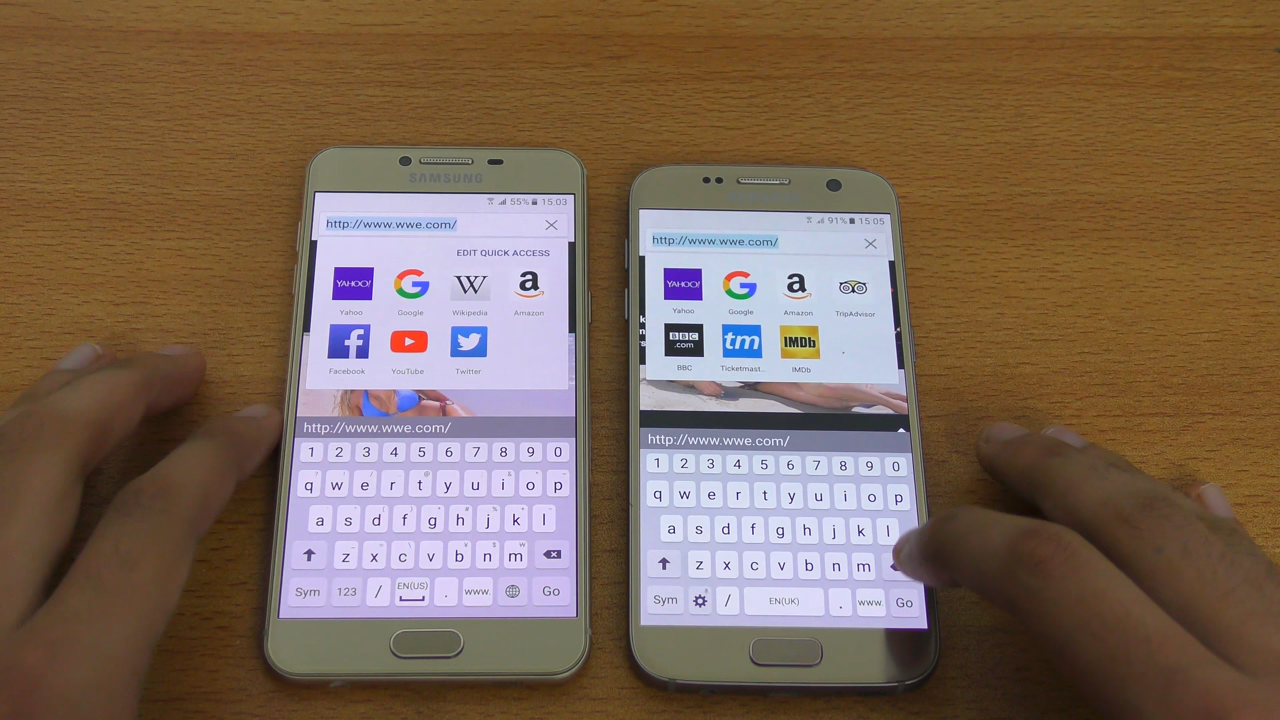 SAMSUNG
55% 15:03
http://www.wwe.com/
EDIT QUICK ACCESS
YAHOO! G W a
Yahoo Google Wikipedia Amazon
f
Facebook YouTube Twitter
http://www.wwe.com/
1 2 3 4 5 6 7 8 9 0
q w e r t y u i o p
a s d f g h j k l
z x c v b n m
Sym 123 / EN(US) . www. Go
91% 15:05
http://www.wwe.com/
YAHOO! G a
Yahoo Google Amazon TripAdvisor
BBC .com tm IMDb
BBC Ticketmast... IMDb
http://www.wwe.com/
1 2 3 4 5 6 7 8 9 0
q w e r t y u i o p
a s d f g h j k l
z x c v b n m
Sym / EN(UK) . www. Go